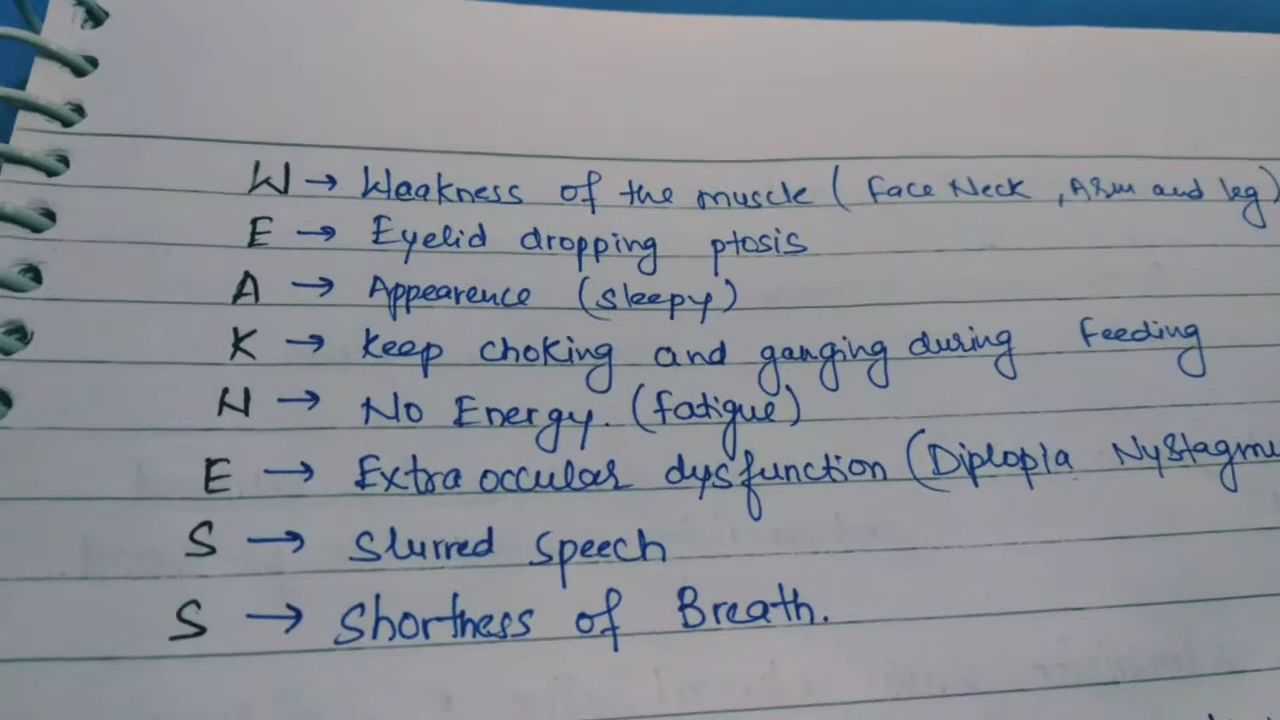 W → Weakness of the muscle ( Face Neck , Arm and leg)
E → Eyelid dropping ptosis
A → Appearence (sleepy)
K → Keep choking and ganging during feeding
N → No Energy. (fatigue)
E → Extra occular dysfunction (Diplopia Nystagmu
S → Slurred speech
S → Shortness of Breath.